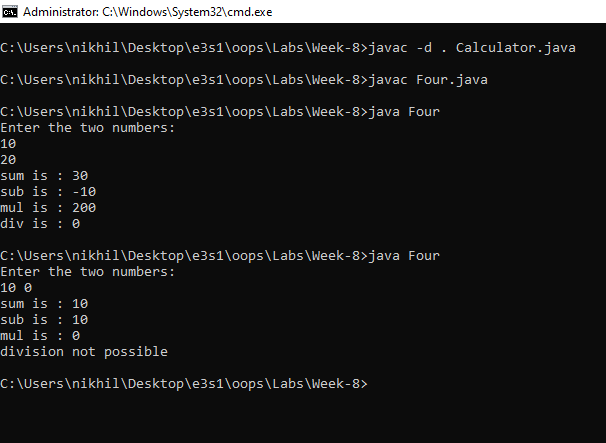 Administrator: C:\Windows\System32\cmd.exe
C:\Users\nikhil\Desktop\e3s1\oops\Labs\Week-8>javac -d . Calculator.java
C:\Users\nikhil\Desktop\e3s1\oops\Labs\Week-8>javac Four.java
C:\Users\nikhil\Desktop\e3s1\oops\Labs\Week-8>java Four
Enter the two numbers:
10
20
sum is : 30
sub is : -10
mul is : 200
div is : 0
C:\Users\nikhil\Desktop\e3s1\oops\Labs\Week-8>java Four
Enter the two numbers:
10 0
sum is : 10
sub is : 10
mul is : 0
division not possible
C:\Users\nikhil\Desktop\e3s1\oops\Labs\Week-8>